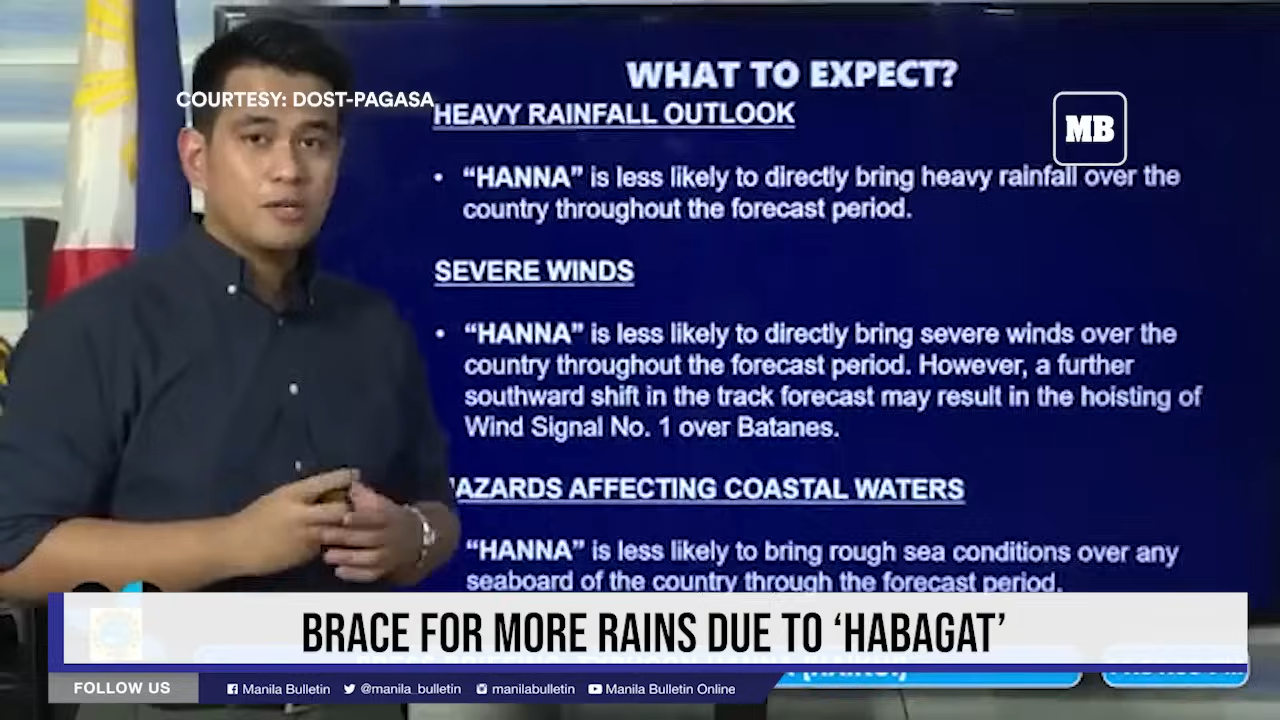 WHAT TO EXPECT?
COURTESY: DOST-PAGASA
HEAVY RAINFALL OUTLOOK
MB
• “HANNA” is less likely to directly bring heavy rainfall over the
country throughout the forecast period.
SEVERE WINDS
• “HANNA” is less likely to directly bring severe winds over the
country throughout the forecast period. However, a further
southward shift in the track forecast may result in the hoisting of
Wind Signal No. 1 over Batanes.
AZARDS AFFECTING COASTAL WATERS
“HANNA” is less likely to bring rough sea conditions over any
seaboard of the country through the forecast period.
BRACE FOR MORE RAINS DUE TO ‘HABAGAT’
FOLLOW US
Manila Bulletin @manila_bulletin manilabulletin Manila Bulletin Online